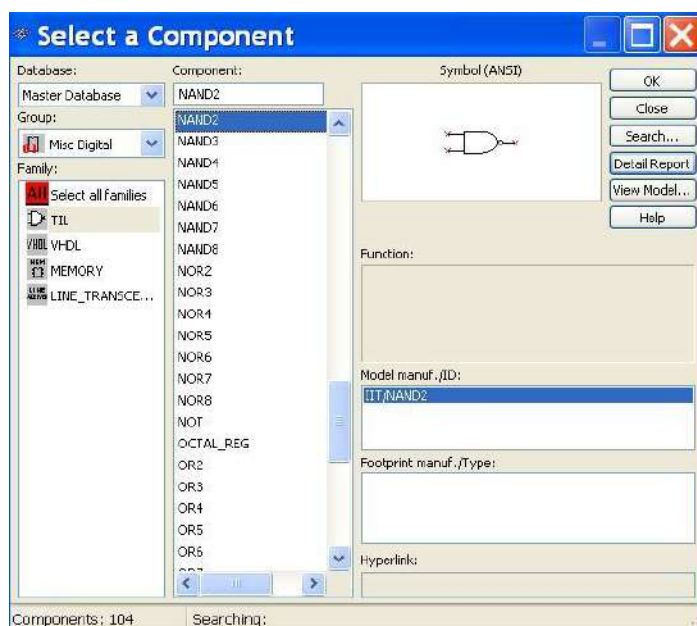 Select a Component
Database:
Master Database
Group:
Misc Digital
Family:
All Select all families
TIL
VHDL VHDL
MEMORY
LINE_TRANSCE...
Component:
NAND2
NAND2
NAND3
NAND4
NAND5
NAND6
NAND7
NAND8
NOR2
NOR3
NOR4
NOR5
NOR6
NOR7
NOR8
NOT
OCTAL_REG
OR2
OR3
OR4
OR5
OR6
Symbol (ANSI)
OK
Close
Search...
Detail Report
View Model...
Help
Function:
Model manuf./ID:
IIT/NAND2
Footprint manuf./Type:
Hyperlink:
Components: 104
Searching: